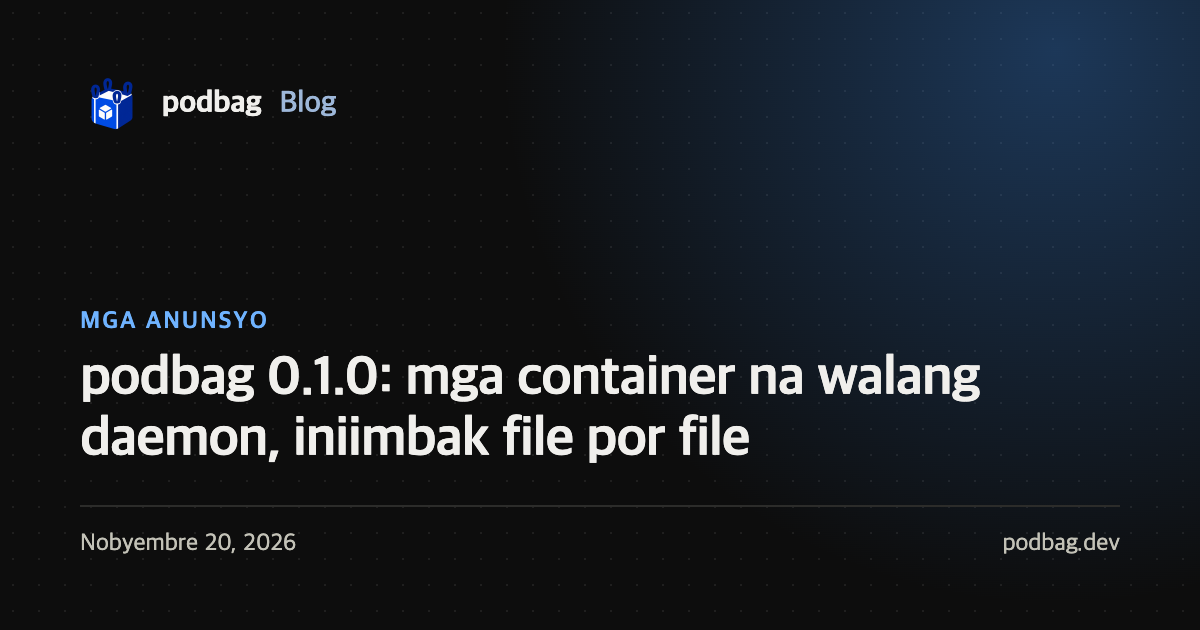 podbag Blog
MGA ANUNSYO
podbag 0.1.0: mga container na walang
daemon, iniimbak file por file
Nobyembre 20, 2026
podbag.dev